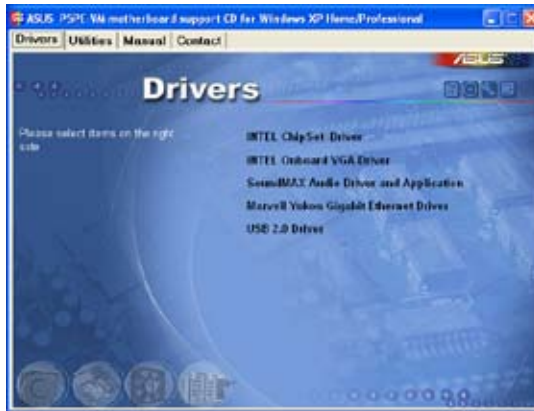 ASUS P5PE-VM motherboard support CD for Windows XP Home/Professional
Drivers Utilities Manual Contact
ASUS
Drivers
Please select items on the right
side
INTEL ChipSet Driver
INTEL Onboard VGA Driver
SoundMAX Audio Driver and Application
Marvell Yukon Gigabit Ethernet Driver
USB 2.0 Driver